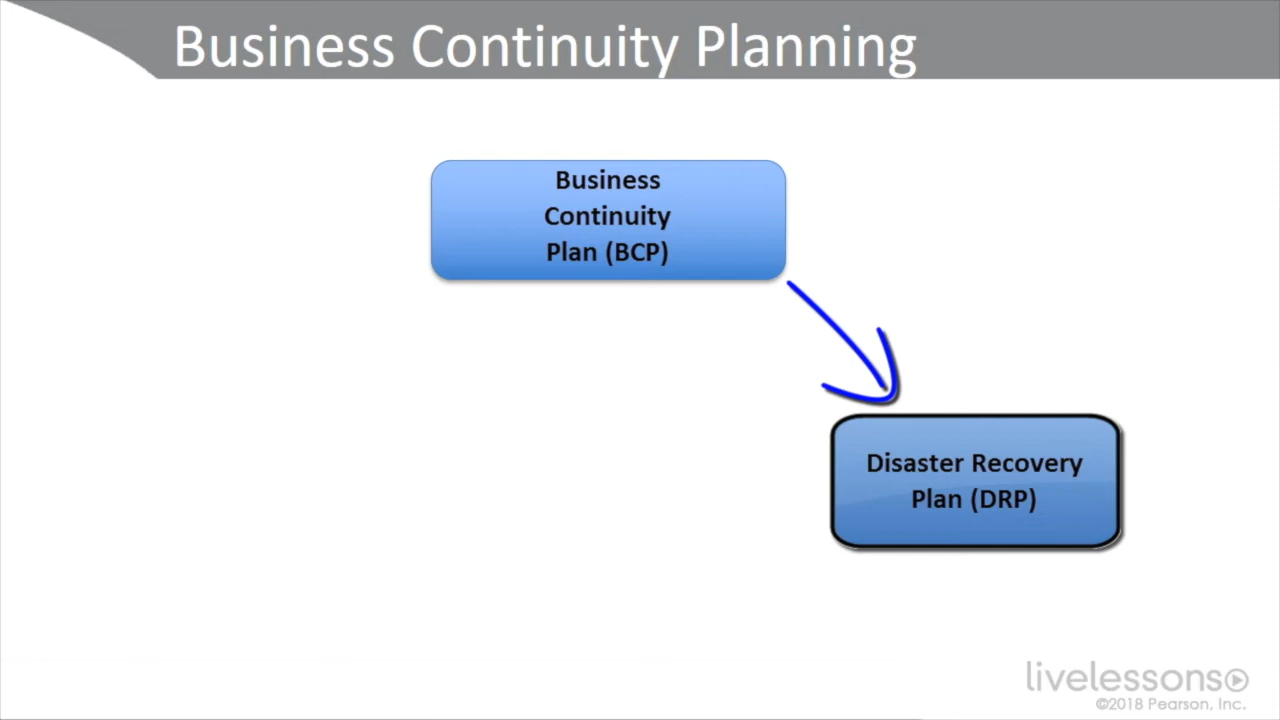 Business Continuity Planning
Business
Continuity
Plan (BCP)
Disaster Recovery
Plan (DRP)
livelessons
©2018 Pearson, Inc.